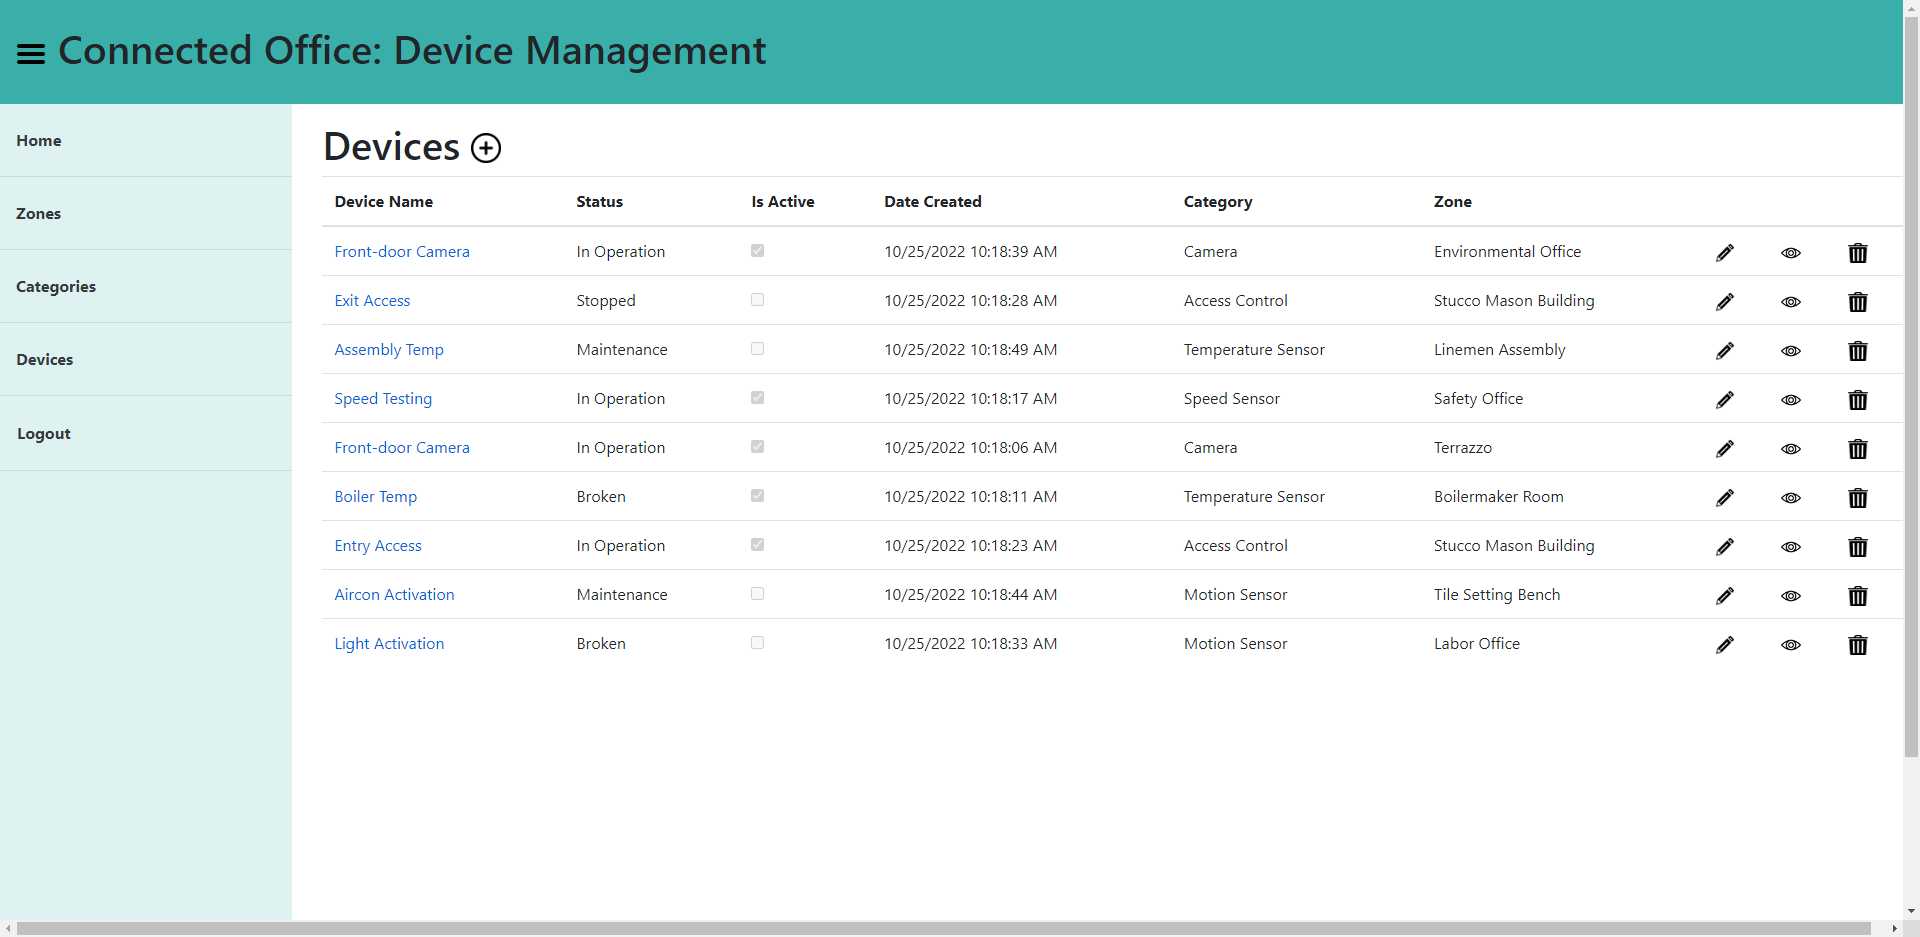 Connected Office: Device Management
Home
Zones
Categories
Devices
Logout
Devices
Device Name Status Is Active Date Created Category Zone
Front-door Camera In Operation 10/25/2022 10:18:39 AM Camera Environmental Office
Exit Access Stopped 10/25/2022 10:18:28 AM Access Control Stucco Mason Building
Assembly Temp Maintenance 10/25/2022 10:18:49 AM Temperature Sensor Linemen Assembly
Speed Testing In Operation 10/25/2022 10:18:17 AM Speed Sensor Safety Office
Front-door Camera In Operation 10/25/2022 10:18:06 AM Camera Terrazzo
Boiler Temp Broken 10/25/2022 10:18:11 AM Temperature Sensor Boilermaker Room
Entry Access In Operation 10/25/2022 10:18:23 AM Access Control Stucco Mason Building
Aircon Activation Maintenance 10/25/2022 10:18:44 AM Motion Sensor Tile Setting Bench
Light Activation Broken 10/25/2022 10:18:33 AM Motion Sensor Labor Office